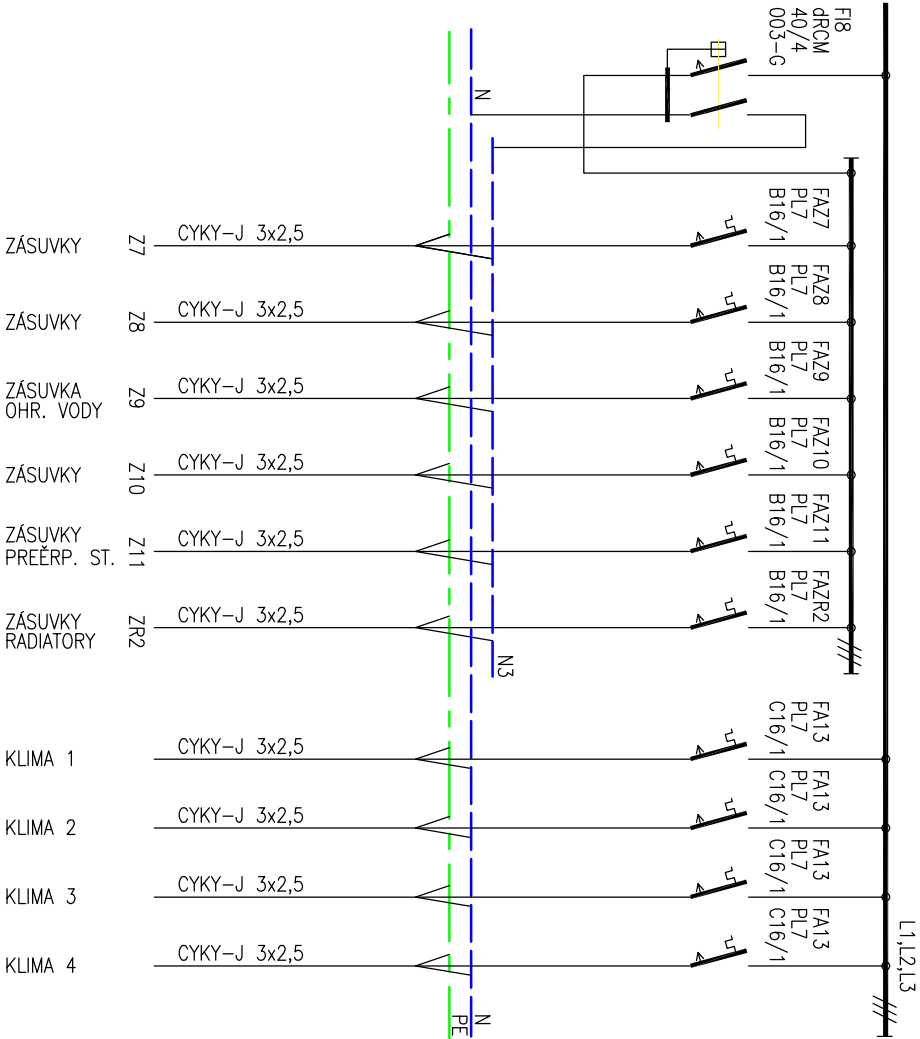 FI8
dRCM
40/4
003-G
N
FAZ7
PL7
B16/1
CYKY-J 3x2,5
Z7
ZÁSUVKY
FAZ8
PL7
B16/1
CYKY-J 3x2,5
Z8
ZÁSUVKY
FAZ9
PL7
B16/1
CYKY-J 3x2,5
Z9
ZÁSUVKA
OHR. VODY
FAZ10
PL7
B16/1
CYKY-J 3x2,5
Z10
ZÁSUVKY
FAZ11
PL7
B16/1
CYKY-J 3x2,5
Z11
ZÁSUVKY
PREĚRP. ST.
FAZR2
PL7
B16/1
CYKY-J 3x2,5
ZR2
ZÁSUVKY
RADIATORY
N3
FA13
PL7
C16/1
CYKY-J 3x2,5
KLIMA 1
FA13
PL7
C16/1
CYKY-J 3x2,5
KLIMA 2
FA13
PL7
C16/1
CYKY-J 3x2,5
KLIMA 3
FA13
PL7
C16/1
CYKY-J 3x2,5
KLIMA 4
L1,L2,L3
N
PE